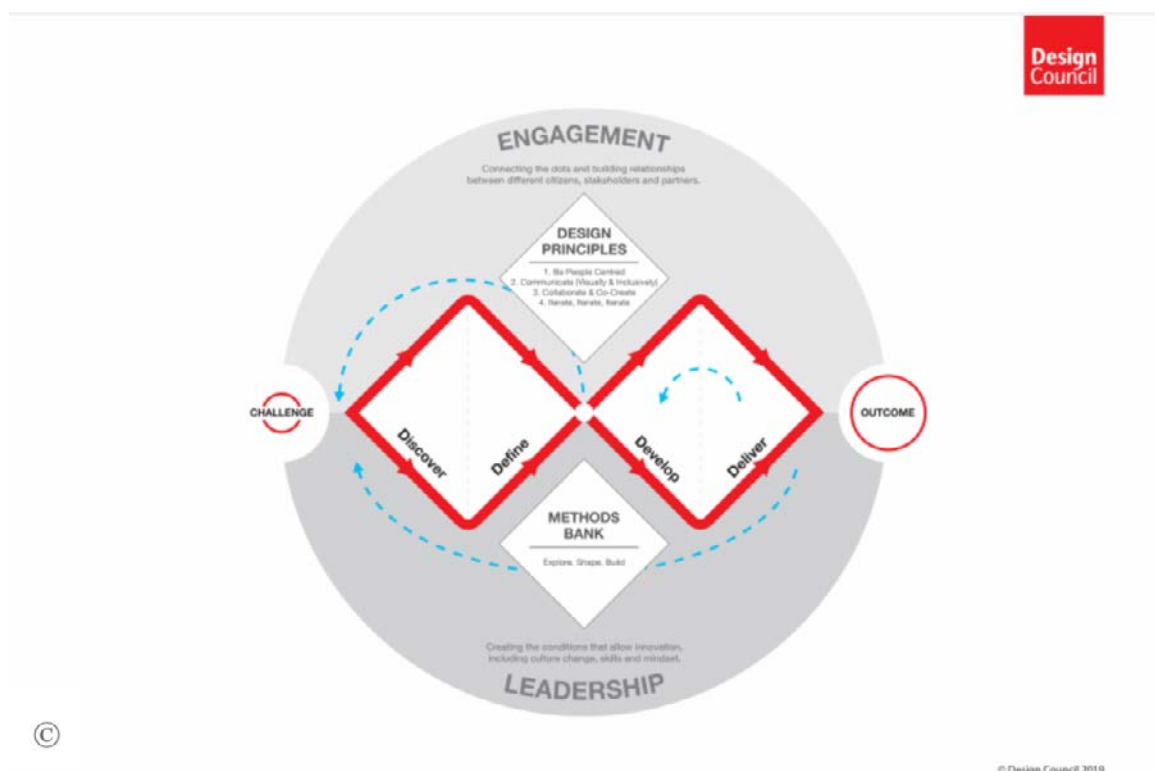 Design
Council
ENGAGEMENT
Connecting the dots and building relationships
between different citizens, stakeholders and partners.
DESIGN
PRINCIPLES
1. Be People Centred
2. Communicate (Visually & Inclusively)
3. Collaborate & Co-Create
4. Iterate, Iterate, Iterate
CHALLENGE
OUTCOME
Discover
Define
Develop
Deliver
METHODS
BANK
Explore, Shape, Build
Creating the conditions that allow innovation,
including culture change, skills and mindset.
LEADERSHIP
©
© Design Council 2019